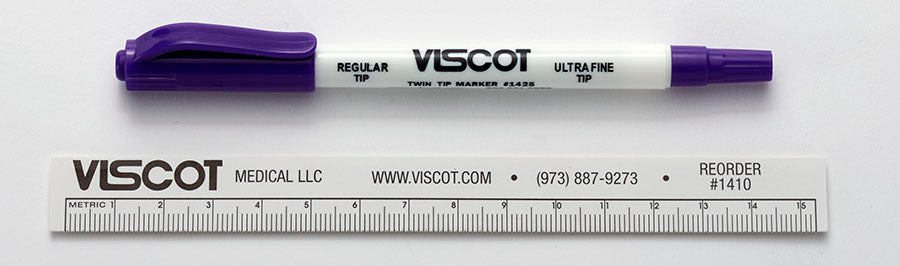 REGULAR TIP
VISCOT
TWIN TIP MARKER #1425
ULTRA FINE TIP
VISCOT MEDICAL LLC WWW.VISCOT.COM • (973) 887-9273 • REORDER #1410
METRIC 1 2 3 4 5 6 7 8 9 10 11 12 13 14 15